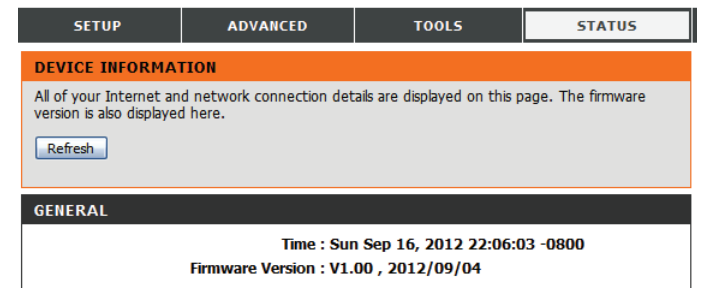 SETUP ADVANCED TOOLS STATUS
DEVICE INFORMATION
All of your Internet and network connection details are displayed on this page. The firmware
version is also displayed here.
Refresh
GENERAL
Time : Sun Sep 16, 2012 22:06:03 -0800
Firmware Version : V1.00 , 2012/09/04